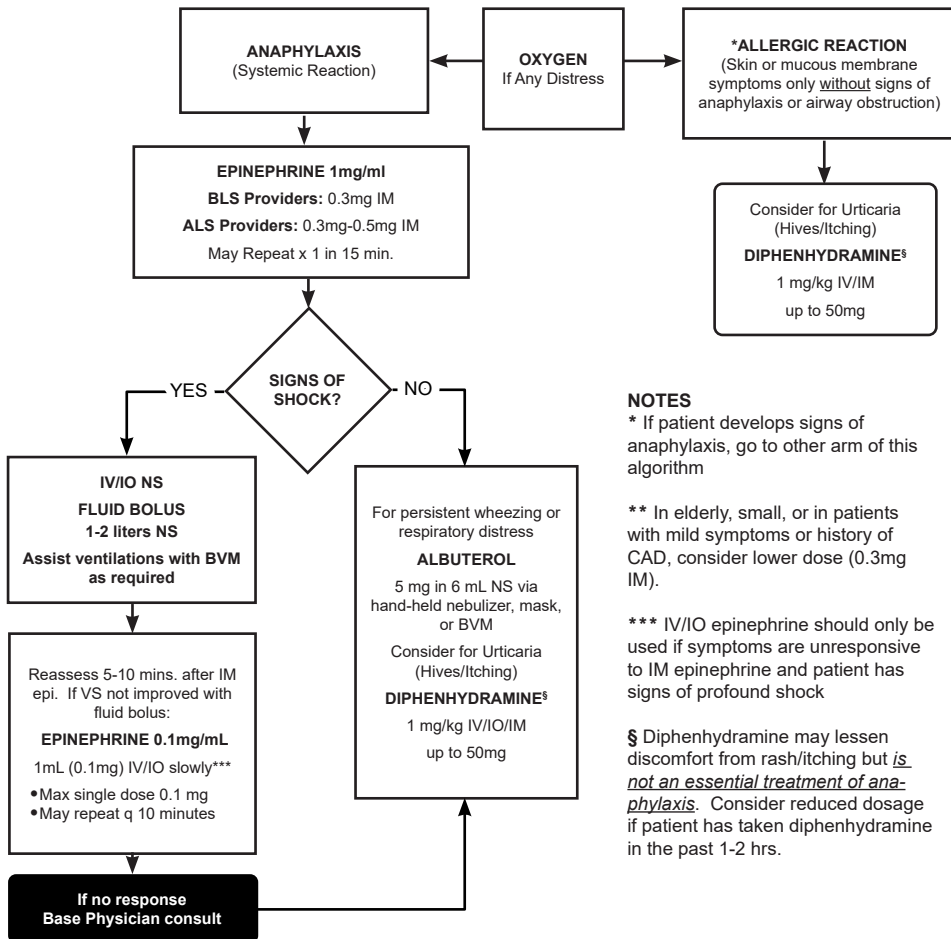 ANAPHYLAXIS
(Systemic Reaction)
OXYGEN
If Any Distress
*ALLERGIC REACTION
(Skin or mucous membrane
symptoms only without signs of
anaphylaxis or airway obstruction)
EPINEPHRINE 1mg/ml
BLS Providers: 0.3mg IM
ALS Providers: 0.3mg-0.5mg IM
May Repeat x 1 in 15 min.
Consider for Urticaria
(Hives/Itching)
DIPHENHYDRAMINE§
1 mg/kg IV/IM
up to 50mg
SIGNS OF
SHOCK?
YES
NO
IV/IO NS
FLUID BOLUS
1-2 liters NS
Assist ventilations with BVM
as required
Reassess 5-10 mins. after IM
epi.  If VS not improved with
fluid bolus:
EPINEPHRINE 0.1mg/mL
1mL (0.1mg) IV/IO slowly***
•Max single dose 0.1 mg
•May repeat q 10 minutes
If no response
Base Physician consult
For persistent wheezing or
respiratory distress
ALBUTEROL
5 mg in 6 mL NS via
hand-held nebulizer, mask,
or BVM
Consider for Urticaria
(Hives/Itching)
DIPHENHYDRAMINE§
1 mg/kg IV/IO/IM
up to 50mg
NOTES
* If patient develops signs of
anaphylaxis, go to other arm of this
algorithm
** In elderly, small, or in patients
with mild symptoms or history of
CAD, consider lower dose (0.3mg
IM).
*** IV/IO epinephrine should only be
used if symptoms are unresponsive
to IM epinephrine and patient has
signs of profound shock
§ Diphenhydramine may lessen
discomfort from rash/itching but is
not an essential treatment of ana-
phylaxis.  Consider reduced dosage
if patient has taken diphenhydramine
in the past 1-2 hrs.